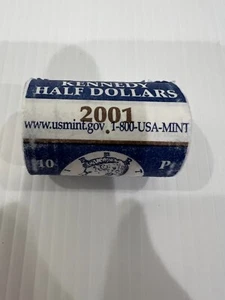 KENNEDY
HALF DOLLARS
2001
www.usmint.gov 1-800-USA-MINT